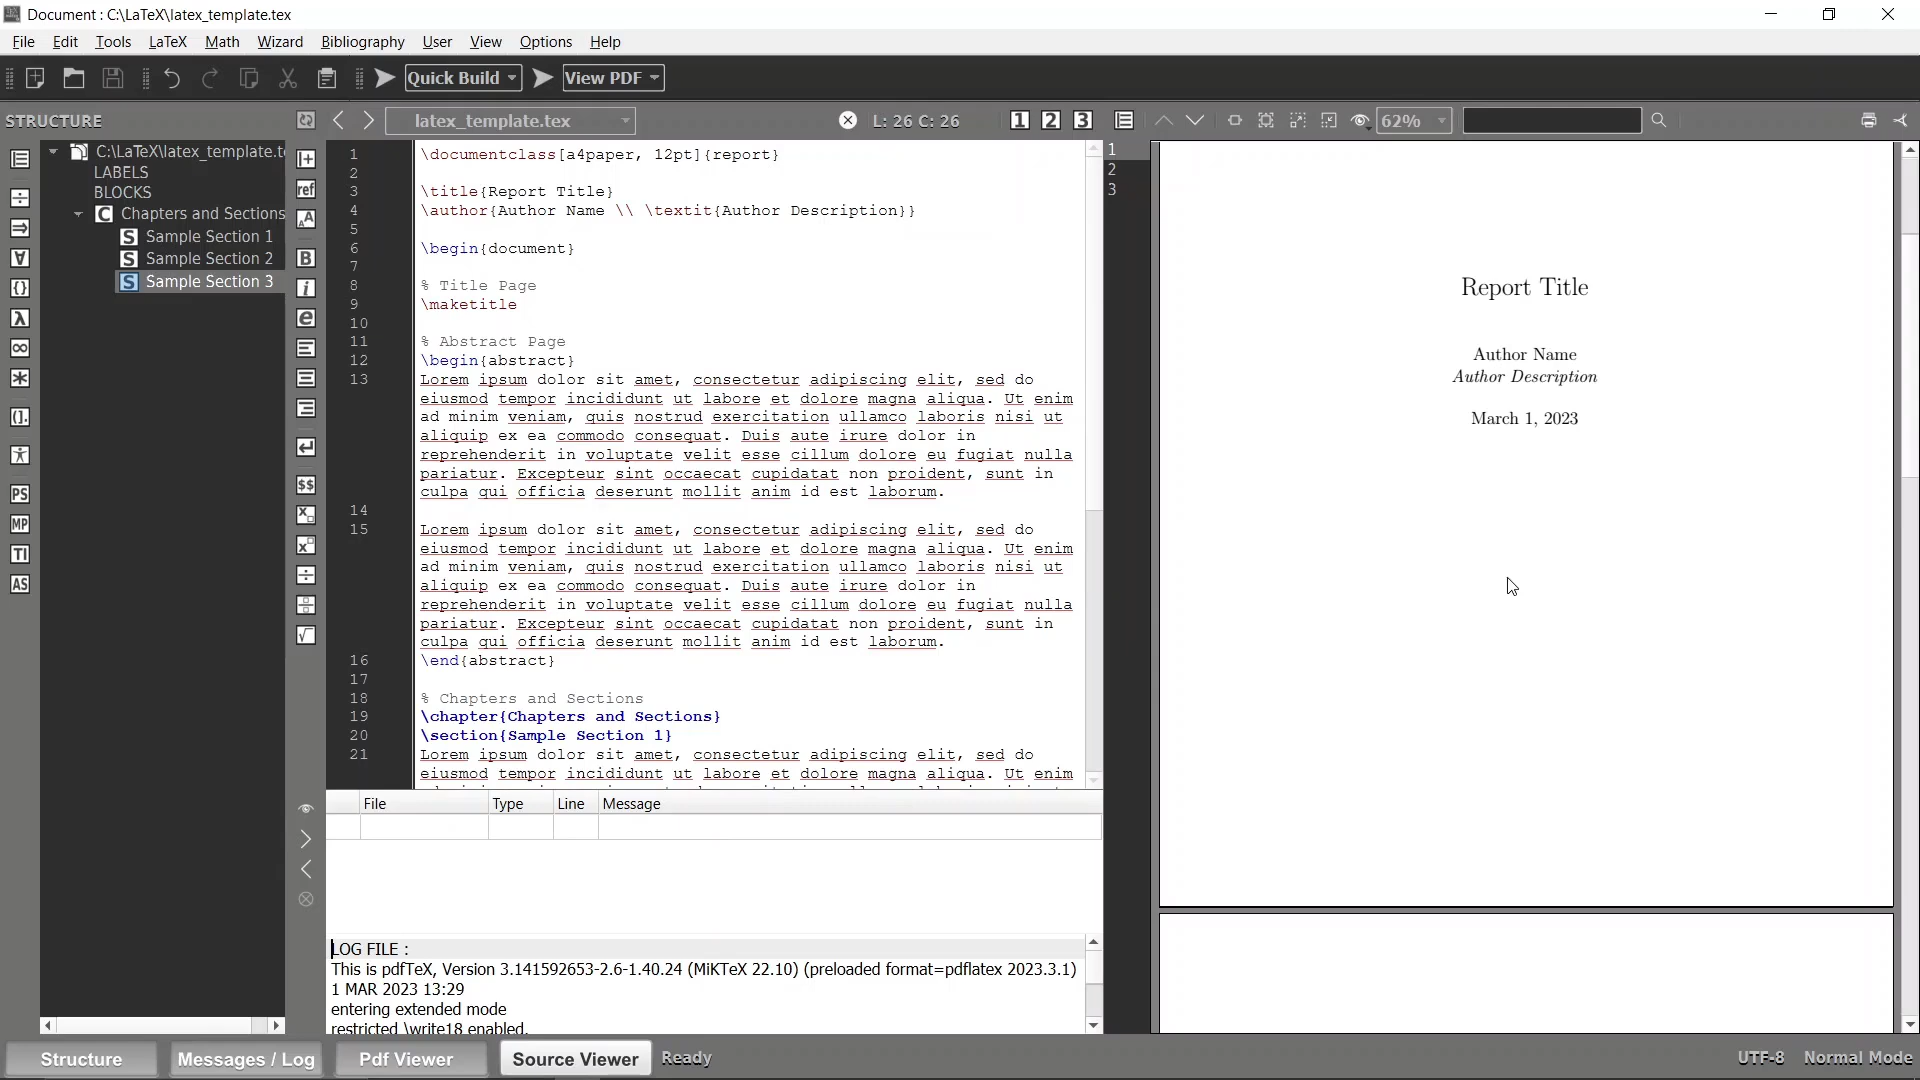 Document : C:\LaTeX\latex_template.tex
File Edit Tools LaTeX Math Wizard Bibliography User View Options Help
Quick Build View PDF
STRUCTURE
latex_template.tex L: 26 C: 26 1 2 3 62%
C:\LaTeX\latex_template.t
LABELS
BLOCKS
C Chapters and Sections
S Sample Section 1
S Sample Section 2
S Sample Section 3
PS
MP
TI
AS
ref
B
i
e
$$
1 \documentclass[a4paper, 12pt]{report}
2
3 \title{Report Title}
4 \author{Author Name \\ \textit{Author Description}}
5
6 \begin{document}
7
8 % Title Page
9 \maketitle
10
11 % Abstract Page
12 \begin{abstract}
13 Lorem ipsum dolor sit amet, consectetur adipiscing elit, sed do
eiusmod tempor incididunt ut labore et dolore magna aliqua. Ut enim
ad minim veniam, quis nostrud exercitation ullamco laboris nisi ut
aliquip ex ea commodo consequat. Duis aute irure dolor in
reprehenderit in voluptate velit esse cillum dolore eu fugiat nulla
pariatur. Excepteur sint occaecat cupidatat non proident, sunt in
culpa qui officia deserunt mollit anim id est laborum.
14
15 Lorem ipsum dolor sit amet, consectetur adipiscing elit, sed do
eiusmod tempor incididunt ut labore et dolore magna aliqua. Ut enim
ad minim veniam, quis nostrud exercitation ullamco laboris nisi ut
aliquip ex ea commodo consequat. Duis aute irure dolor in
reprehenderit in voluptate velit esse cillum dolore eu fugiat nulla
pariatur. Excepteur sint occaecat cupidatat non proident, sunt in
culpa qui officia deserunt mollit anim id est laborum.
16 \end{abstract}
17
18 % Chapters and Sections
19 \chapter{Chapters and Sections}
20 \section{Sample Section 1}
21 Lorem ipsum dolor sit amet, consectetur adipiscing elit, sed do
eiusmod tempor incididunt ut labore et dolore magna aliqua. Ut enim
File Type Line Message
LOG FILE :
This is pdfTeX, Version 3.141592653-2.6-1.40.24 (MiKTeX 22.10) (preloaded format=pdflatex 2023.3.1)
1 MAR 2023 13:29
entering extended mode
restricted \write18 enabled.
1
2
3
Report Title
Author Name
Author Description
March 1, 2023
Structure Messages / Log Pdf Viewer Source Viewer Ready UTF-8 Normal Mode